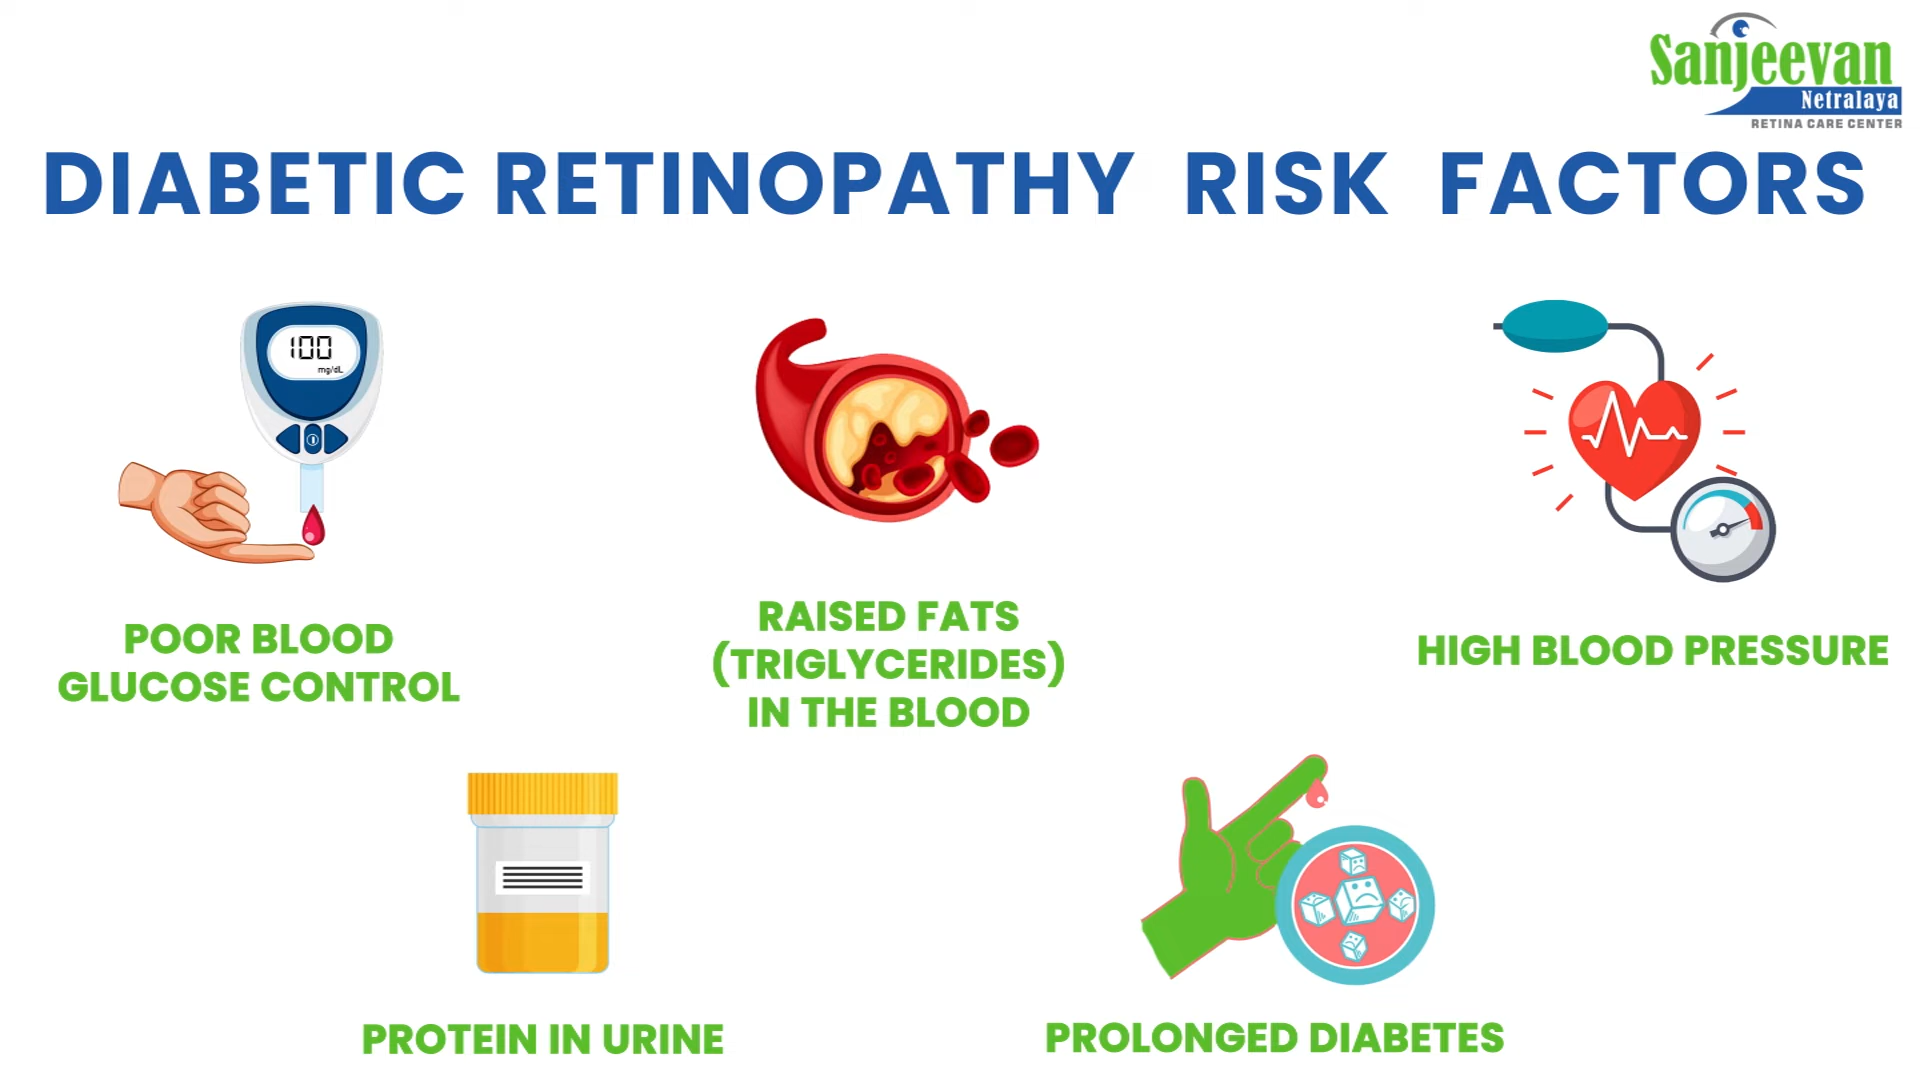 Sanjeevan
Netralaya
RETINA CARE CENTER
DIABETIC RETINOPATHY RISK FACTORS
100
mg/dL
POOR BLOOD
GLUCOSE CONTROL
RAISED FATS
(TRIGLYCERIDES)
IN THE BLOOD
HIGH BLOOD PRESSURE
PROTEIN IN URINE
PROLONGED DIABETES